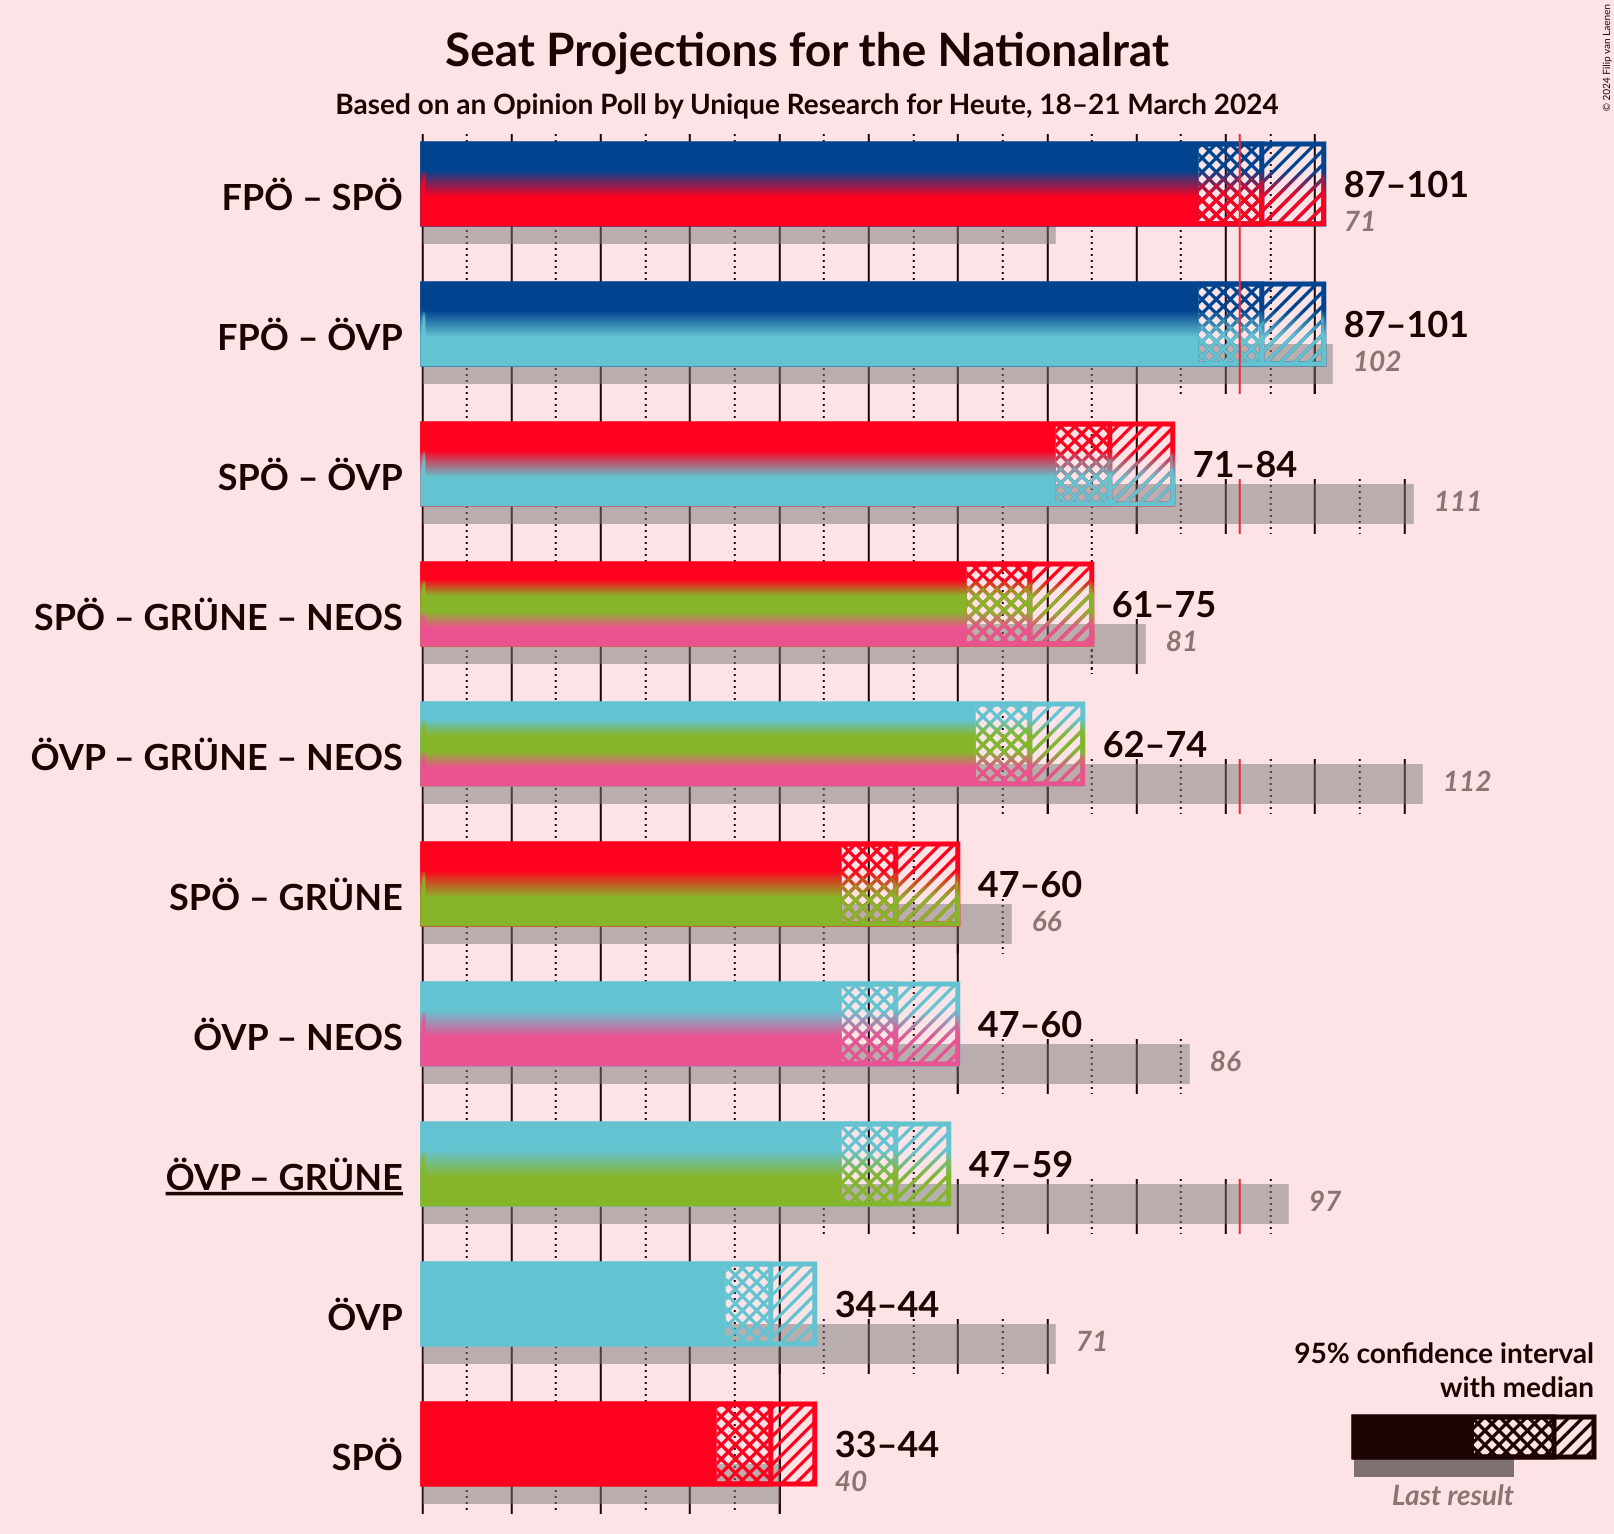 Seat Projections for the Nationalrat
Based on an Opinion Poll by Unique Research for Heute, 18–21 March 2024
© 2024 Filip van Laenen
FPÖ – SPÖ
87–101
71
FPÖ – ÖVP
87–101
102
SPÖ – ÖVP
71–84
111
SPÖ – GRÜNE – NEOS
61–75
81
ÖVP – GRÜNE – NEOS
62–74
112
SPÖ – GRÜNE
47–60
66
ÖVP – NEOS
47–60
86
ÖVP – GRÜNE
47–59
97
ÖVP
34–44
71
SPÖ
33–44
40
95% confidence interval
with median
Last result